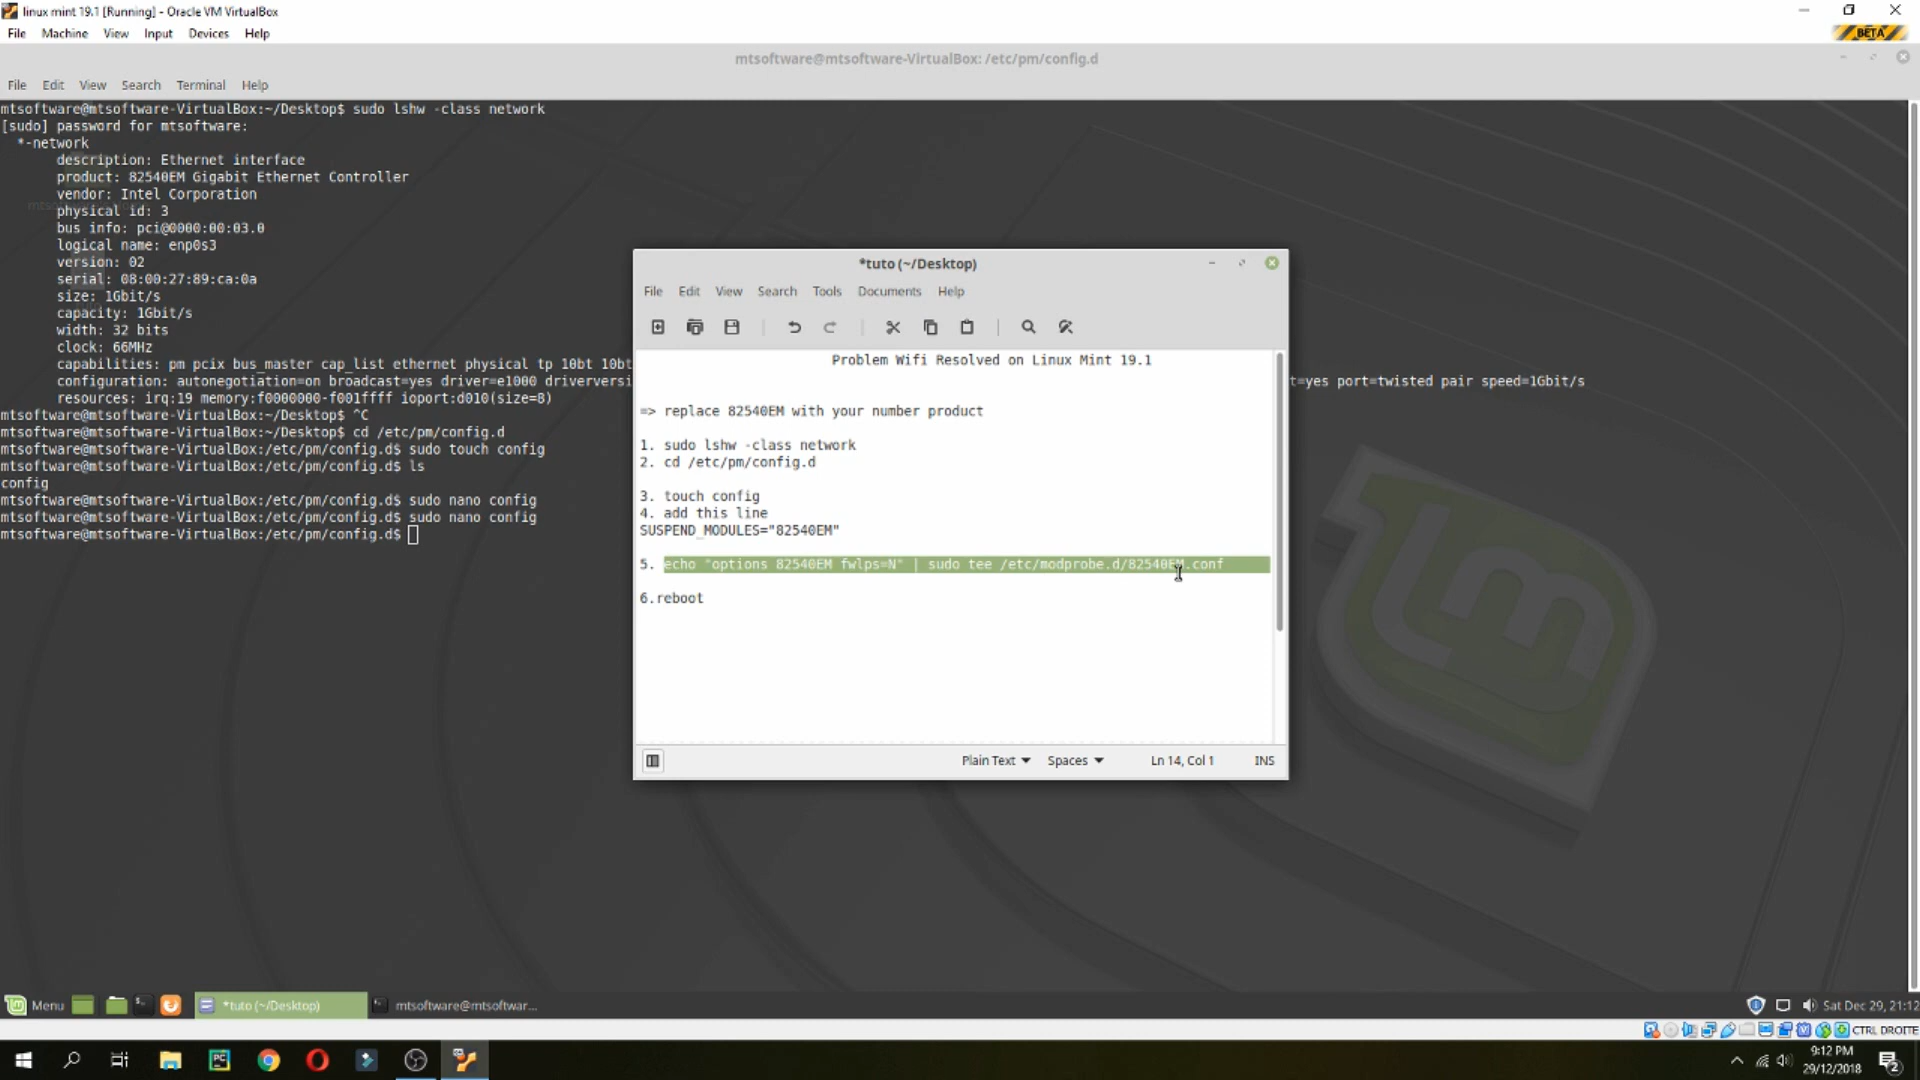 linux mint 19.1 [Running] - Oracle VM VirtualBox
File Machine View Input Devices Help
BETA
mtsoftware@mtsoftware-VirtualBox: /etc/pm/config.d
File Edit View Search Terminal Help
mtsoftware@mtsoftware-VirtualBox:~/Desktop$ sudo lshw -class network
[sudo] password for mtsoftware:
*-network
description: Ethernet interface
product: 82540EM Gigabit Ethernet Controller
vendor: Intel Corporation
physical id: 3
bus info: pci@0000:00:03.0
logical name: enp0s3
version: 02
serial: 08:00:27:89:ca:0a
size: 1Gbit/s
capacity: 1Gbit/s
width: 32 bits
clock: 66MHz
capabilities: pm pcix bus_master cap_list ethernet physical tp 10bt 10bt
configuration: autonegotiation=on broadcast=yes driver=e1000 driverversi t=yes port=twisted pair speed=1Gbit/s
resources: irq:19 memory:f0000000-f001ffff ioport:d010(size=8)
mtsoftware@mtsoftware-VirtualBox:~/Desktop$ ^C
mtsoftware@mtsoftware-VirtualBox:~/Desktop$ cd /etc/pm/config.d
mtsoftware@mtsoftware-VirtualBox:/etc/pm/config.d$ sudo touch config
mtsoftware@mtsoftware-VirtualBox:/etc/pm/config.d$ ls
config
mtsoftware@mtsoftware-VirtualBox:/etc/pm/config.d$ sudo nano config
mtsoftware@mtsoftware-VirtualBox:/etc/pm/config.d$ sudo nano config
mtsoftware@mtsoftware-VirtualBox:/etc/pm/config.d$
*tuto (~/Desktop)
File Edit View Search Tools Documents Help
Problem Wifi Resolved on Linux Mint 19.1
=> replace 82540EM with your number product
1. sudo lshw -class network
2. cd /etc/pm/config.d
3. touch config
4. add this line
SUSPEND_MODULES="82540EM"
5. echo "options 82540EM fwlps=N" | sudo tee /etc/modprobe.d/82540EM.conf
6.reboot
Plain Text Spaces Ln 14, Col 1 INS
Menu *tuto (~/Desktop) mtsoftware@mtsoftwar... Sat Dec 29, 21:12
CTRL DROITE
9:12 PM
29/12/2018
2